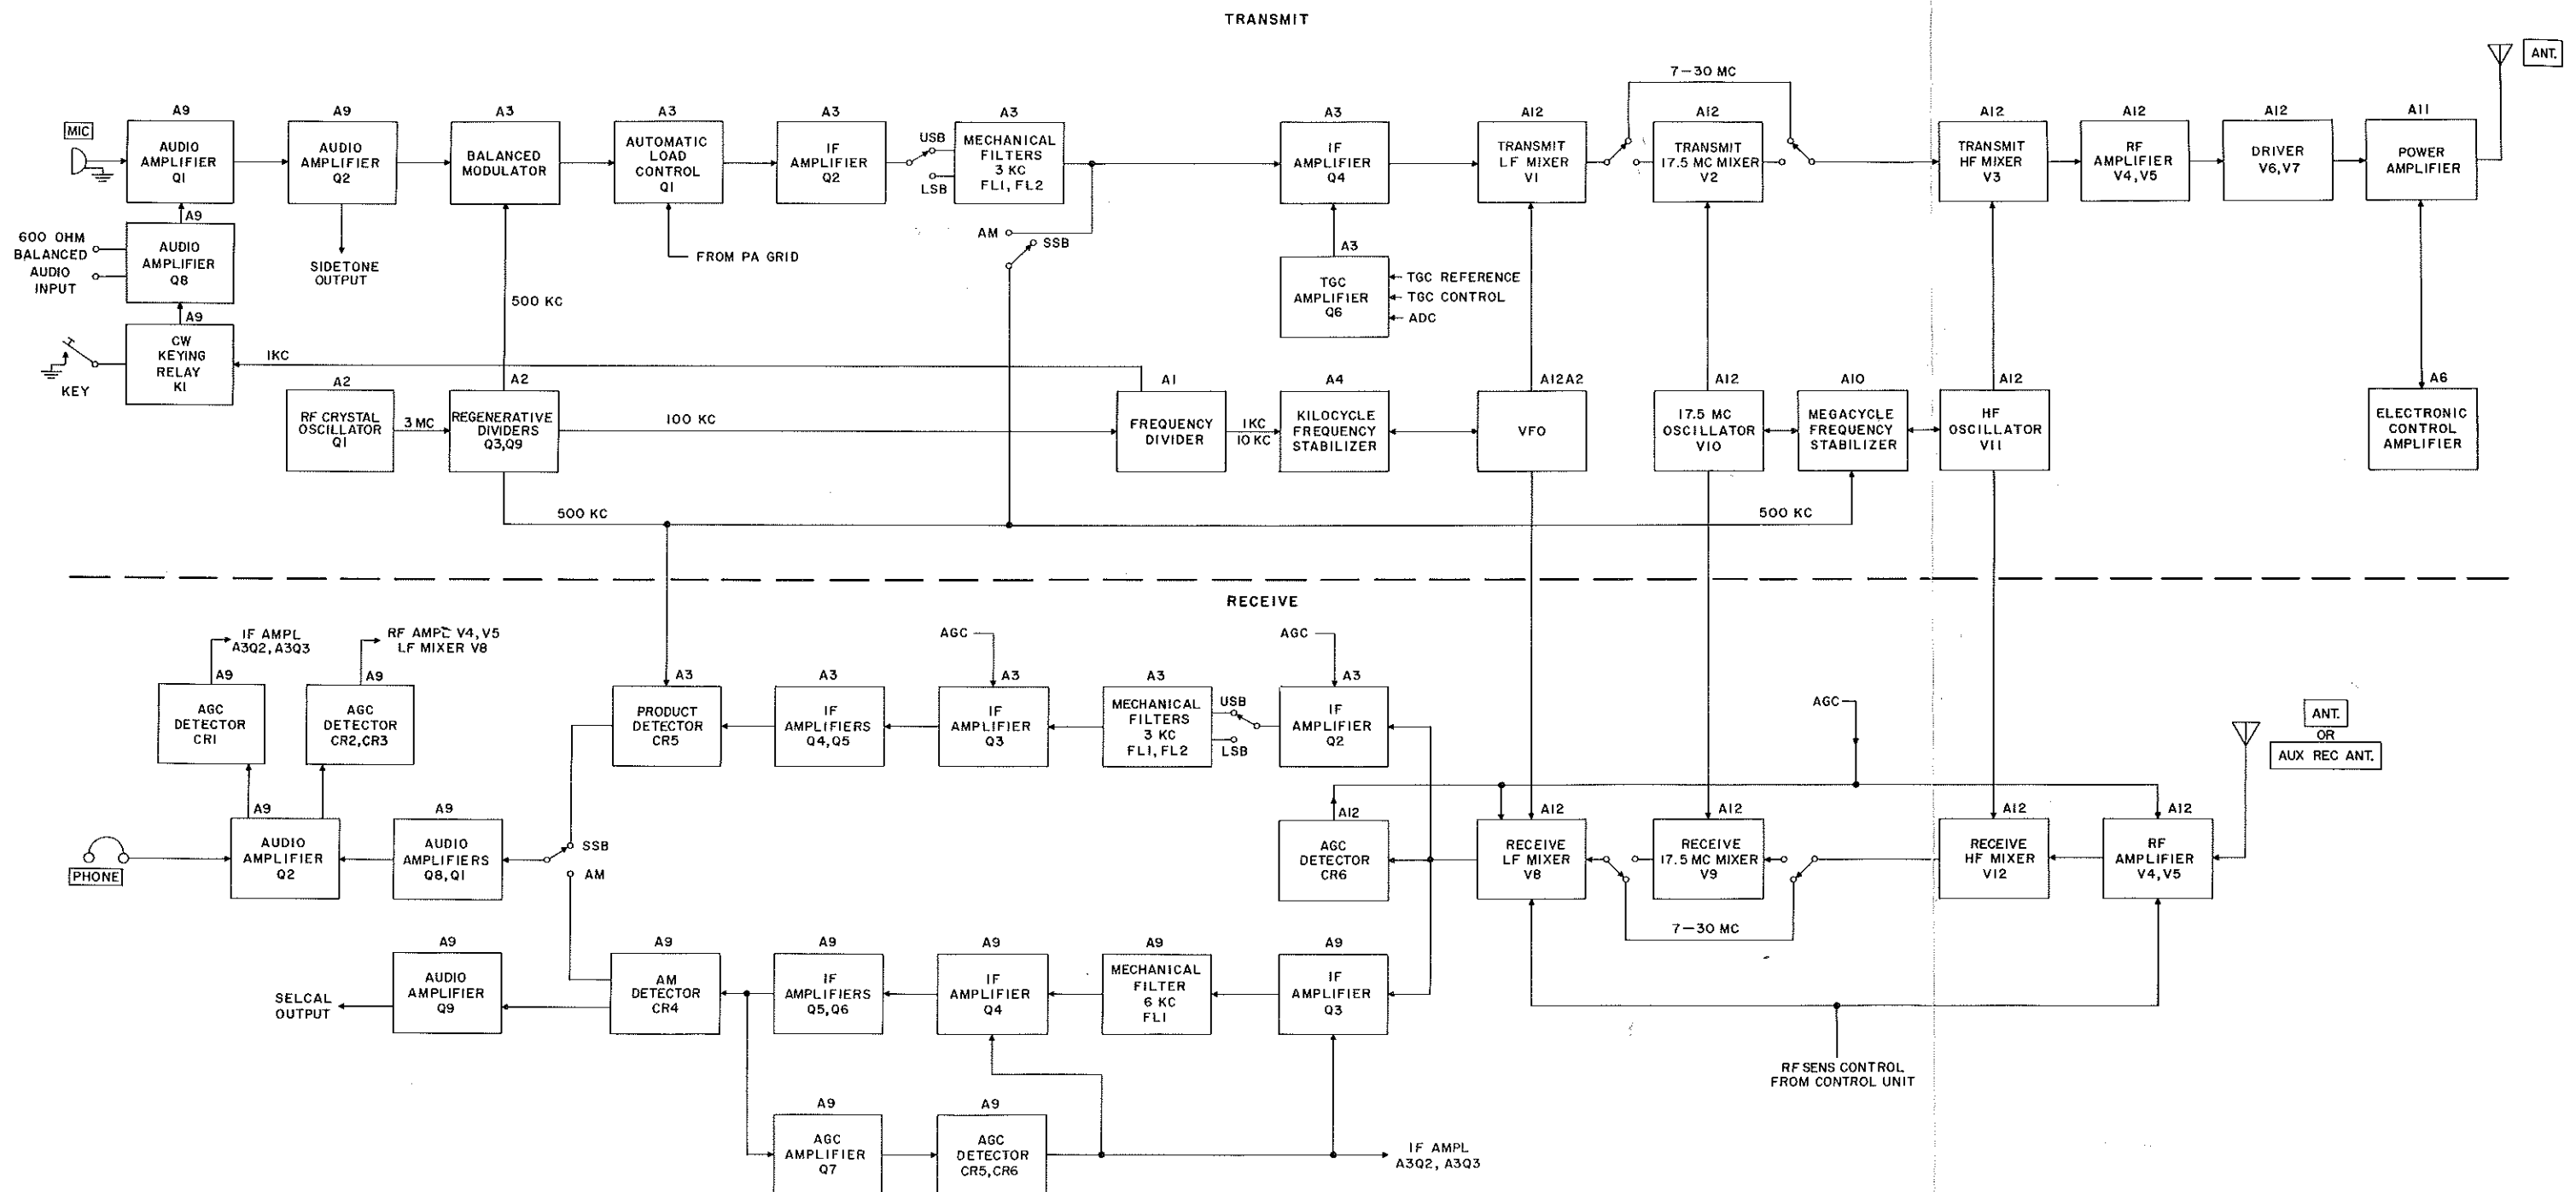 TRANSMIT
7-30 MC
ANT.
MIC
A9
AUDIO
AMPLIFIER
Q1
A9
AUDIO
AMPLIFIER
Q2
A3
BALANCED
MODULATOR
A3
AUTOMATIC
LOAD
CONTROL
Q1
A3
IF
AMPLIFIER
Q2
USB
LSB
A3
MECHANICAL
FILTERS
3 KC
FL1, FL2
A3
IF
AMPLIFIER
Q4
A12
TRANSMIT
LF MIXER
V1
A12
TRANSMIT
17.5 MC MIXER
V2
A12
TRANSMIT
HF MIXER
V3
A12
RF
AMPLIFIER
V4, V5
A12
DRIVER
V6, V7
A11
POWER
AMPLIFIER
600 OHM
BALANCED
AUDIO
INPUT
A9
AUDIO
AMPLIFIER
Q8
SIDETONE
OUTPUT
500 KC
FROM PA GRID
AM
SSB
A3
TGC
AMPLIFIER
Q6
TGC REFERENCE
TGC CONTROL
ADC
KEY
A9
CW
KEYING
RELAY
K1
1KC
A2
RF CRYSTAL
OSCILLATOR
Q1
3 MC
A2
REGENERATIVE
DIVIDERS
Q3,Q9
100 KC
A1
FREQUENCY
DIVIDER
1KC
10 KC
A4
KILOCYCLE
FREQUENCY
STABILIZER
A12A2
VFO
A12
17.5 MC
OSCILLATOR
V10
A10
MEGACYCLE
FREQUENCY
STABILIZER
A12
HF
OSCILLATOR
V11
A6
ELECTRONIC
CONTROL
AMPLIFIER
500 KC
500 KC
RECEIVE
IF AMPL
A3Q2, A3Q3
RF AMPL V4, V5
LF MIXER V8
AGC
AGC
A9
AGC
DETECTOR
CR1
A9
AGC
DETECTOR
CR2,CR3
A3
PRODUCT
DETECTOR
CR5
A3
IF
AMPLIFIERS
Q4, Q5
A3
IF
AMPLIFIER
Q3
A3
MECHANICAL
FILTERS
3 KC
FL1, FL2
USB
LSB
A3
IF
AMPLIFIER
Q2
AGC
ANT.
OR
AUX REC ANT.
PHONE
A9
AUDIO
AMPLIFIER
Q2
A9
AUDIO
AMPLIFIERS
Q8, Q1
SSB
AM
A12
AGC
DETECTOR
CR6
A12
RECEIVE
LF MIXER
V8
A12
RECEIVE
17.5 MC MIXER
V9
A12
RECEIVE
HF MIXER
V12
A12
RF
AMPLIFIER
V4, V5
7-30 MC
SELCAL
OUTPUT
A9
AUDIO
AMPLIFIER
Q9
A9
AM
DETECTOR
CR4
A9
IF
AMPLIFIERS
Q5, Q6
A9
IF
AMPLIFIER
Q4
A9
MECHANICAL
FILTER
6 KC
FL1
A9
IF
AMPLIFIER
Q3
RF SENS CONTROL
FROM CONTROL UNIT
A9
AGC
AMPLIFIER
Q7
A9
AGC
DETECTOR
CR5,CR6
IF AMPL
A3Q2, A3Q3